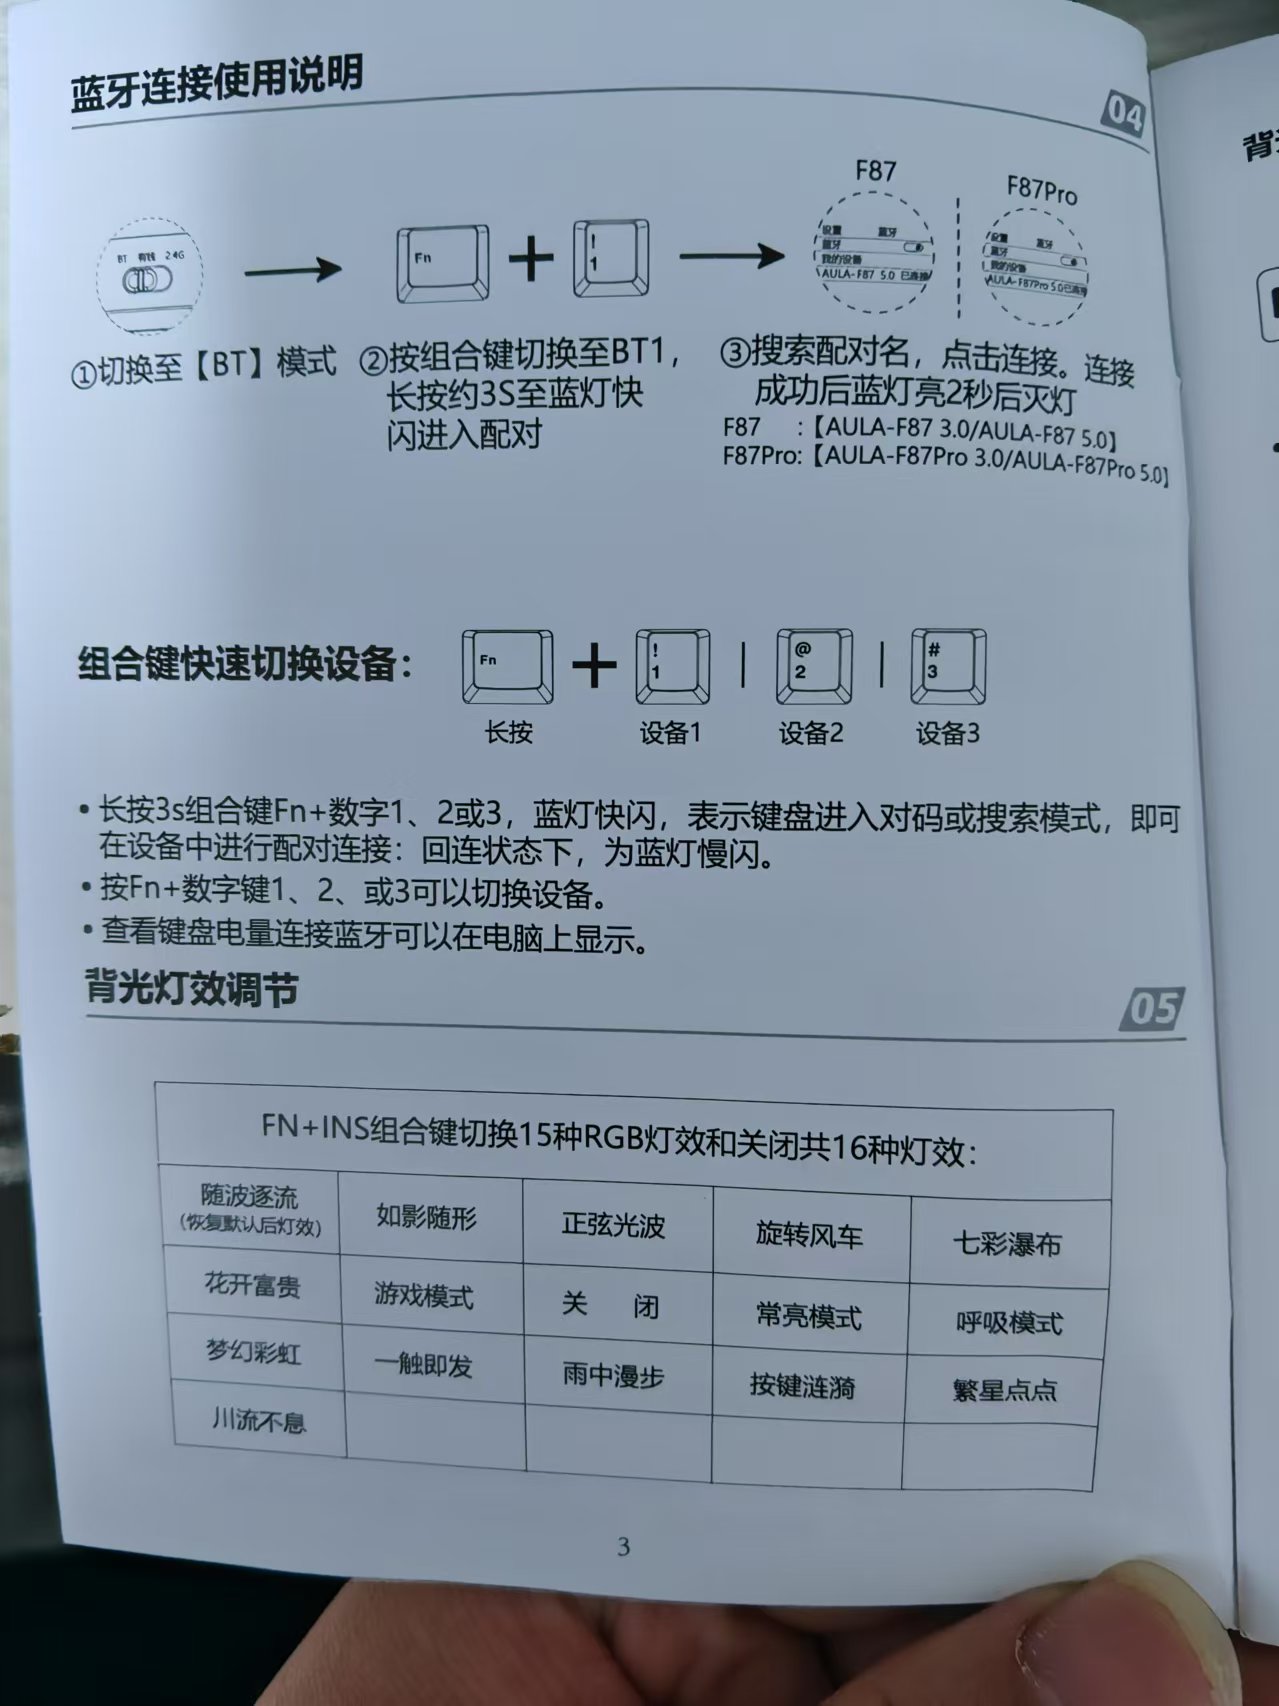 蓝牙连接使用说明
04
F87
F87Pro
BT 有线 2.4G
Fn
!
1
设置 蓝牙
蓝牙
我的设备
AULA-F87 5.0 已连接
设置 蓝牙
蓝牙
我的设备
AULA-F87Pro 5.0已连接
①切换至【BT】模式
②按组合键切换至BT1，
长按约3S至蓝灯快
闪进入配对
③搜索配对名，点击连接。连接
成功后蓝灯亮2秒后灭灯
F87 :【AULA-F87 3.0/AULA-F87 5.0】
F87Pro:【AULA-F87Pro 3.0/AULA-F87Pro 5.0】
组合键快速切换设备：
Fn
!
1
@
2
#
3
长按 设备1 设备2 设备3
• 长按3s组合键Fn+数字1、2或3，蓝灯快闪，表示键盘进入对码或搜索模式，即可
在设备中进行配对连接：回连状态下，为蓝灯慢闪。
• 按Fn+数字键1、2、或3可以切换设备。
• 查看键盘电量连接蓝牙可以在电脑上显示。
背光灯效调节
05
FN+INS组合键切换15种RGB灯效和关闭共16种灯效：
随波逐流
（恢复默认后灯效）
如影随形 正弦光波 旋转风车 七彩瀑布
花开富贵 游戏模式 关 闭 常亮模式 呼吸模式
梦幻彩虹 一触即发 雨中漫步 按键涟漪 繁星点点
川流不息
3
背